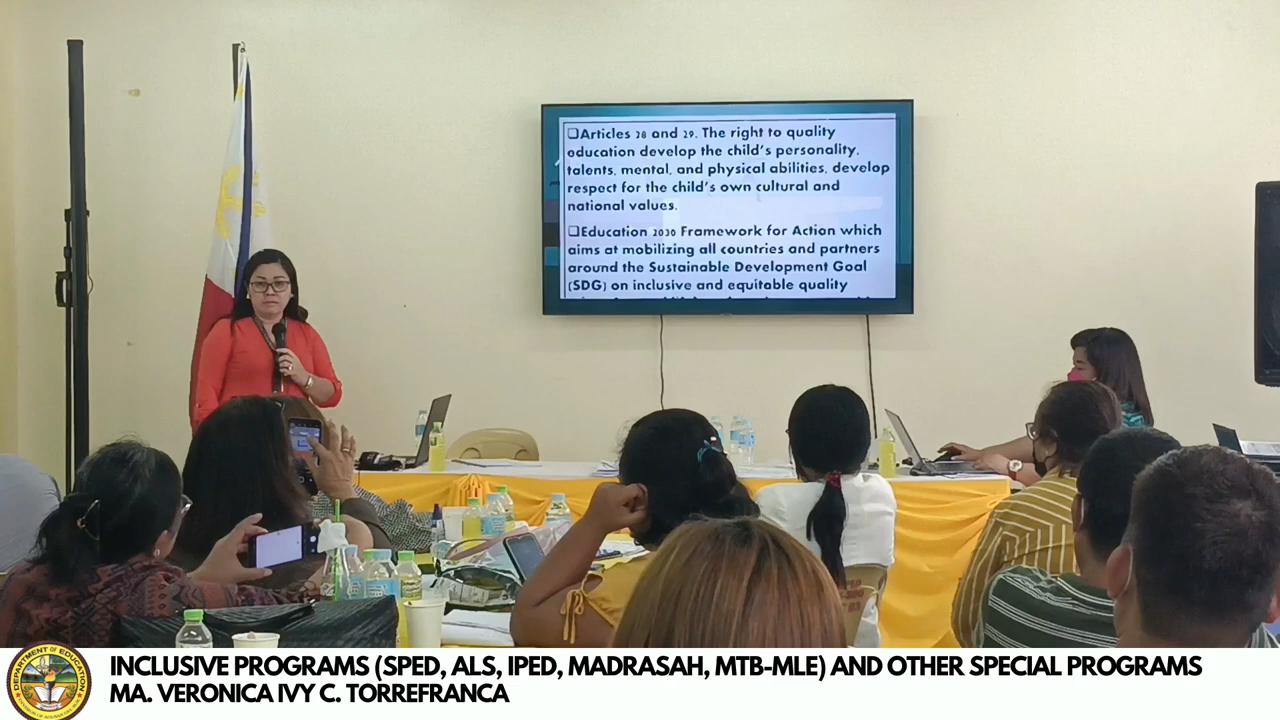 ❑Articles 28 and 29. The right to quality
education develop the child's personality,
talents, mental, and physical abilities, develop
respect for the child's own cultural and
national values.
❑Education 2030 Framework for Action which
aims at mobilizing all countries and partners
around the Sustainable Development Goal
(SDG) on inclusive and equitable quality
DEPARTMENT OF EDUCATION
INCLUSIVE PROGRAMS (SPED, ALS, IPED, MADRASAH, MTB-MLE) AND OTHER SPECIAL PROGRAMS
MA. VERONICA IVY C. TORREFRANCA